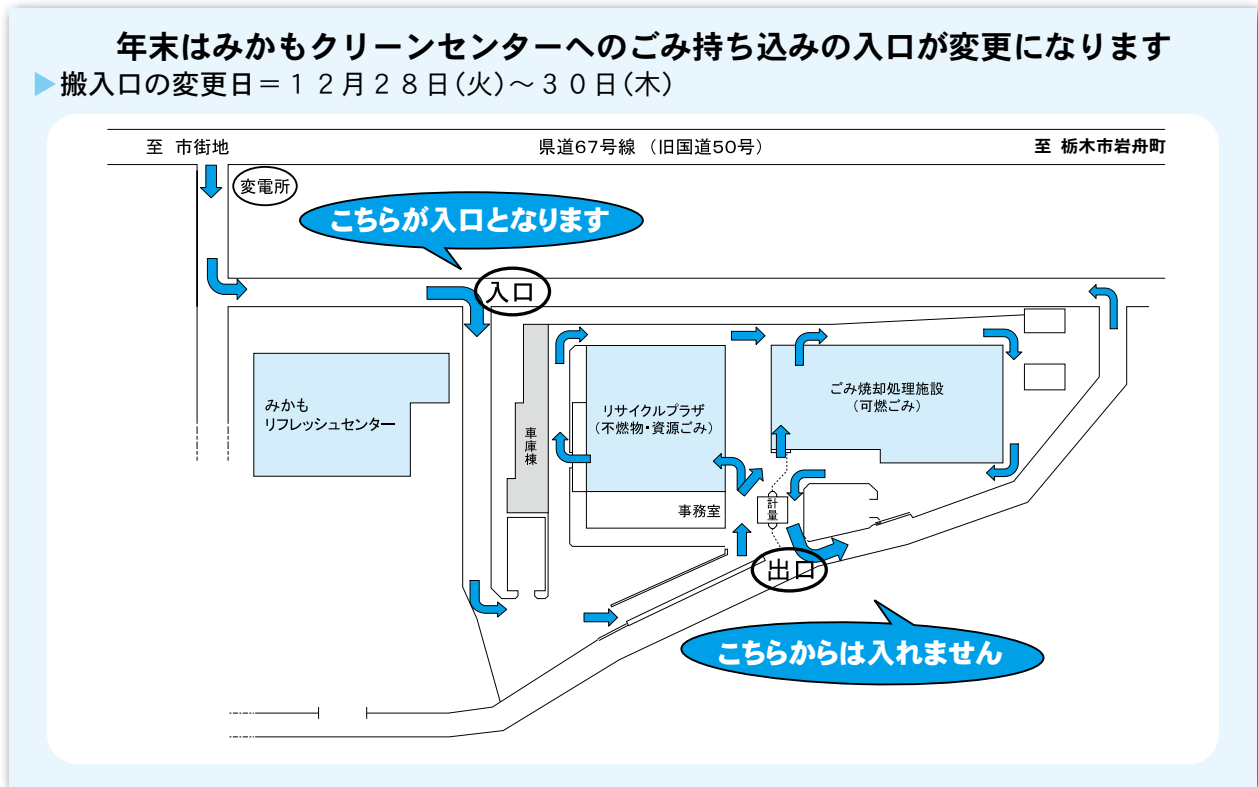 年末はみかもクリーンセンターへのごみ持ち込みの入口が変更になります
▶搬入口の変更日＝１２月２８日(火)～３０日(木)
至 市街地
県道67号線 （旧国道50号）
至 栃木市岩舟町
変電所
こちらが入口となります
入口
みかも
リフレッシュセンター
車庫棟
リサイクルプラザ
（不燃物・資源ごみ）
ごみ焼却処理施設
（可燃ごみ）
事務室
計量
出口
こちらからは入れません